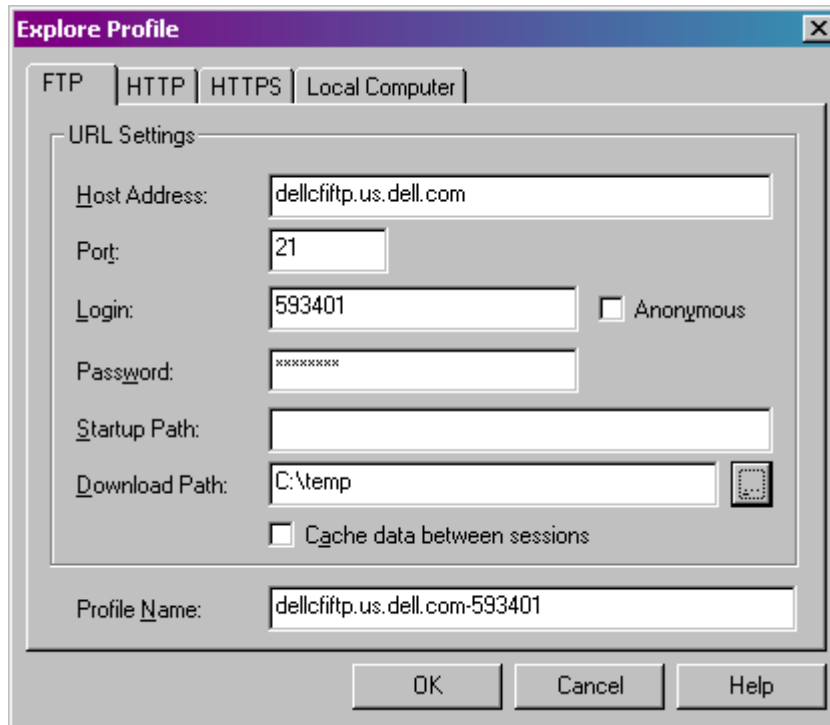 Explore Profile
FTP HTTP HTTPS Local Computer
URL Settings
Host Address: dellcfiftp.us.dell.com
Port: 21
Login: 593401 Anonymous
Password: ********
Startup Path:
Download Path: C:\temp ...
Cache data between sessions
Profile Name: dellcfiftp.us.dell.com-593401
OK Cancel Help